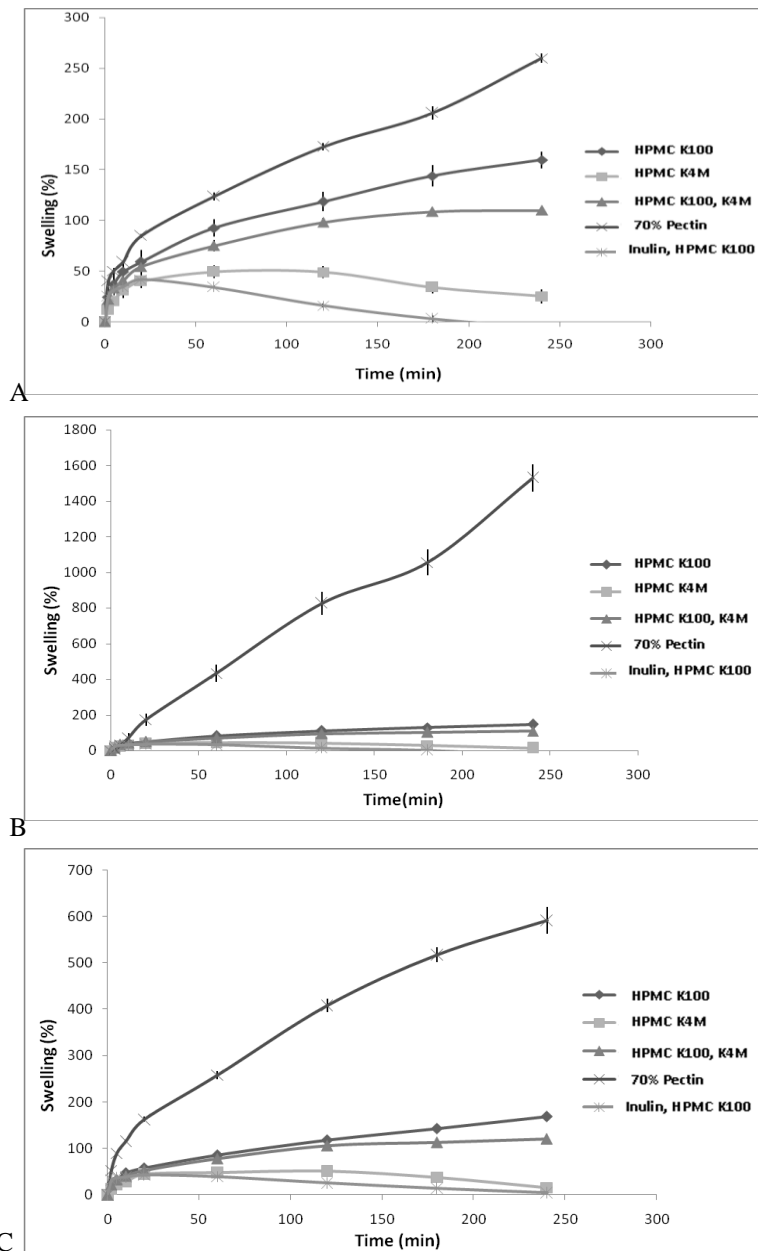 300
250
200
150
100
50
0
Swelling (%)
0 50 100 150 200 250 300
Time (min)
HPMC K100
HPMC K4M
HPMC K100, K4M
70% Pectin
Inulin, HPMC K100
A
1800
1600
1400
1200
1000
800
600
400
200
0
Swelling (%)
0 50 100 150 200 250 300
Time(min)
HPMC K100
HPMC K4M
HPMC K100, K4M
70% Pectin
Inulin, HPMC K100
B
700
600
500
400
300
200
100
0
Swelling (%)
0 50 100 150 200 250 300
Time (min)
HPMC K100
HPMC K4M
HPMC K100, K4M
70% Pectin
Inulin, HPMC K100
C